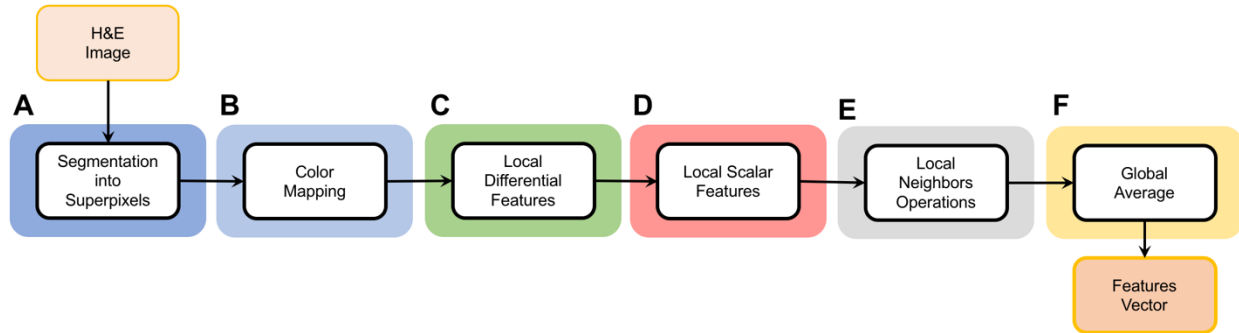 H&E
Image
A
B
C
D
E
F
Segmentation
into
Superpixels
Color
Mapping
Local
Differential
Features
Local Scalar
Features
Local
Neighbors
Operations
Global
Average
Features
Vector